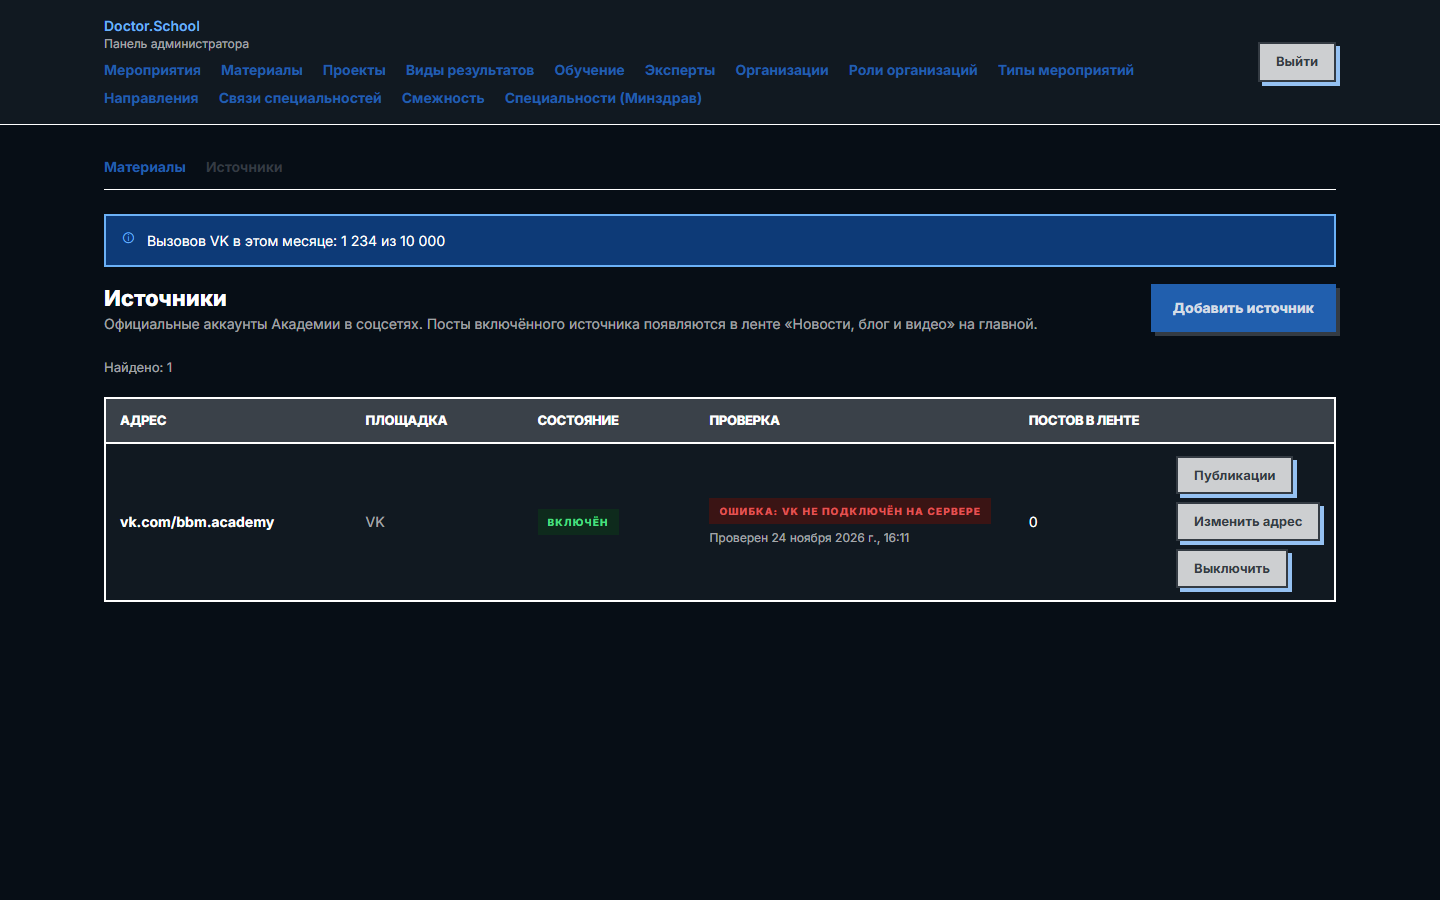 Doctor.School
Панель администратора
Мероприятия Материалы Проекты Виды результатов Обучение Эксперты Организации Роли организаций Типы мероприятий
Направления Связи специальностей Смежность Специальности (Минздрав)
Выйти
Материалы Источники
Вызовов VK в этом месяце: 1 234 из 10 000
Источники
Официальные аккаунты Академии в соцсетях. Посты включённого источника появляются в ленте «Новости, блог и видео» на главной.
Добавить источник
Найдено: 1
АДРЕС ПЛОЩАДКА СОСТОЯНИЕ ПРОВЕРКА ПОСТОВ В ЛЕНТЕ
vk.com/bbm.academy VK ВКЛЮЧЁН ОШИБКА: VK НЕ ПОДКЛЮЧЁН НА СЕРВЕРЕ
Проверен 24 ноября 2026 г., 16:11
0
Публикации
Изменить адрес
Выключить